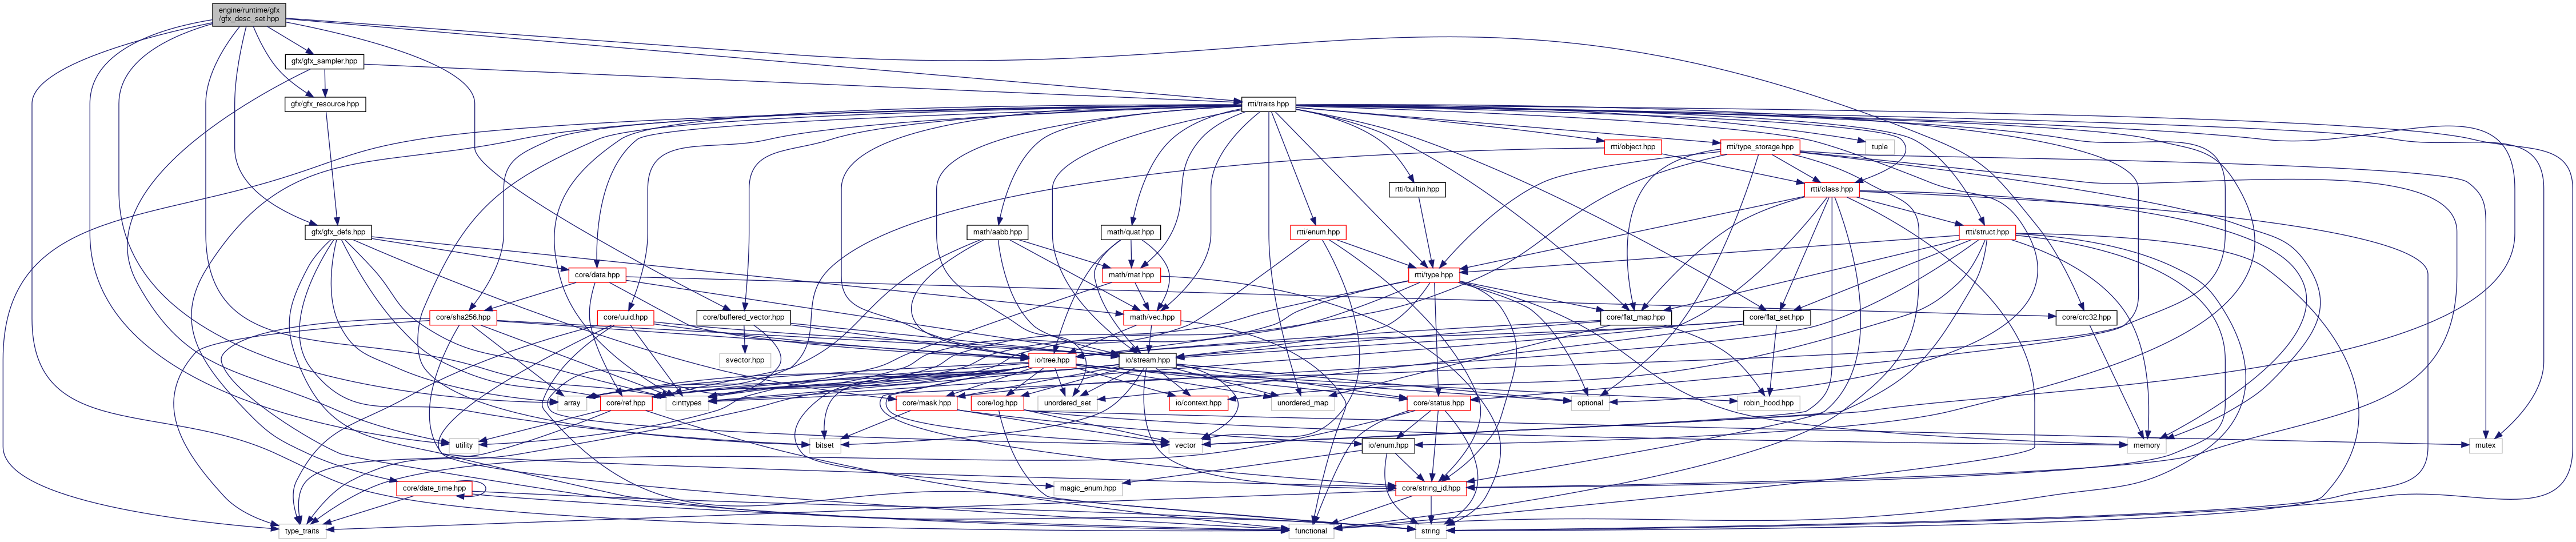 engine/runtime/gfx
/gfx_desc_set.hpp
gfx/gfx_sampler.hpp
gfx/gfx_resource.hpp
rtti/traits.hpp
rtti/object.hpp
rtti/type_storage.hpp
tuple
rtti/builtin.hpp
rtti/class.hpp
gfx/gfx_defs.hpp
math/aabb.hpp
math/quat.hpp
rtti/enum.hpp
rtti/struct.hpp
core/data.hpp
math/mat.hpp
rtti/type.hpp
core/sha256.hpp
core/uuid.hpp
core/buffered_vector.hpp
math/vec.hpp
core/flat_map.hpp
core/flat_set.hpp
core/crc32.hpp
svector.hpp
io/tree.hpp
io/stream.hpp
array
core/ref.hpp
cinttypes
core/mask.hpp
core/log.hpp
unordered_set
io/context.hpp
unordered_map
core/status.hpp
optional
robin_hood.hpp
utility
bitset
vector
io/enum.hpp
memory
mutex
core/date_time.hpp
magic_enum.hpp
core/string_id.hpp
type_traits
functional
string